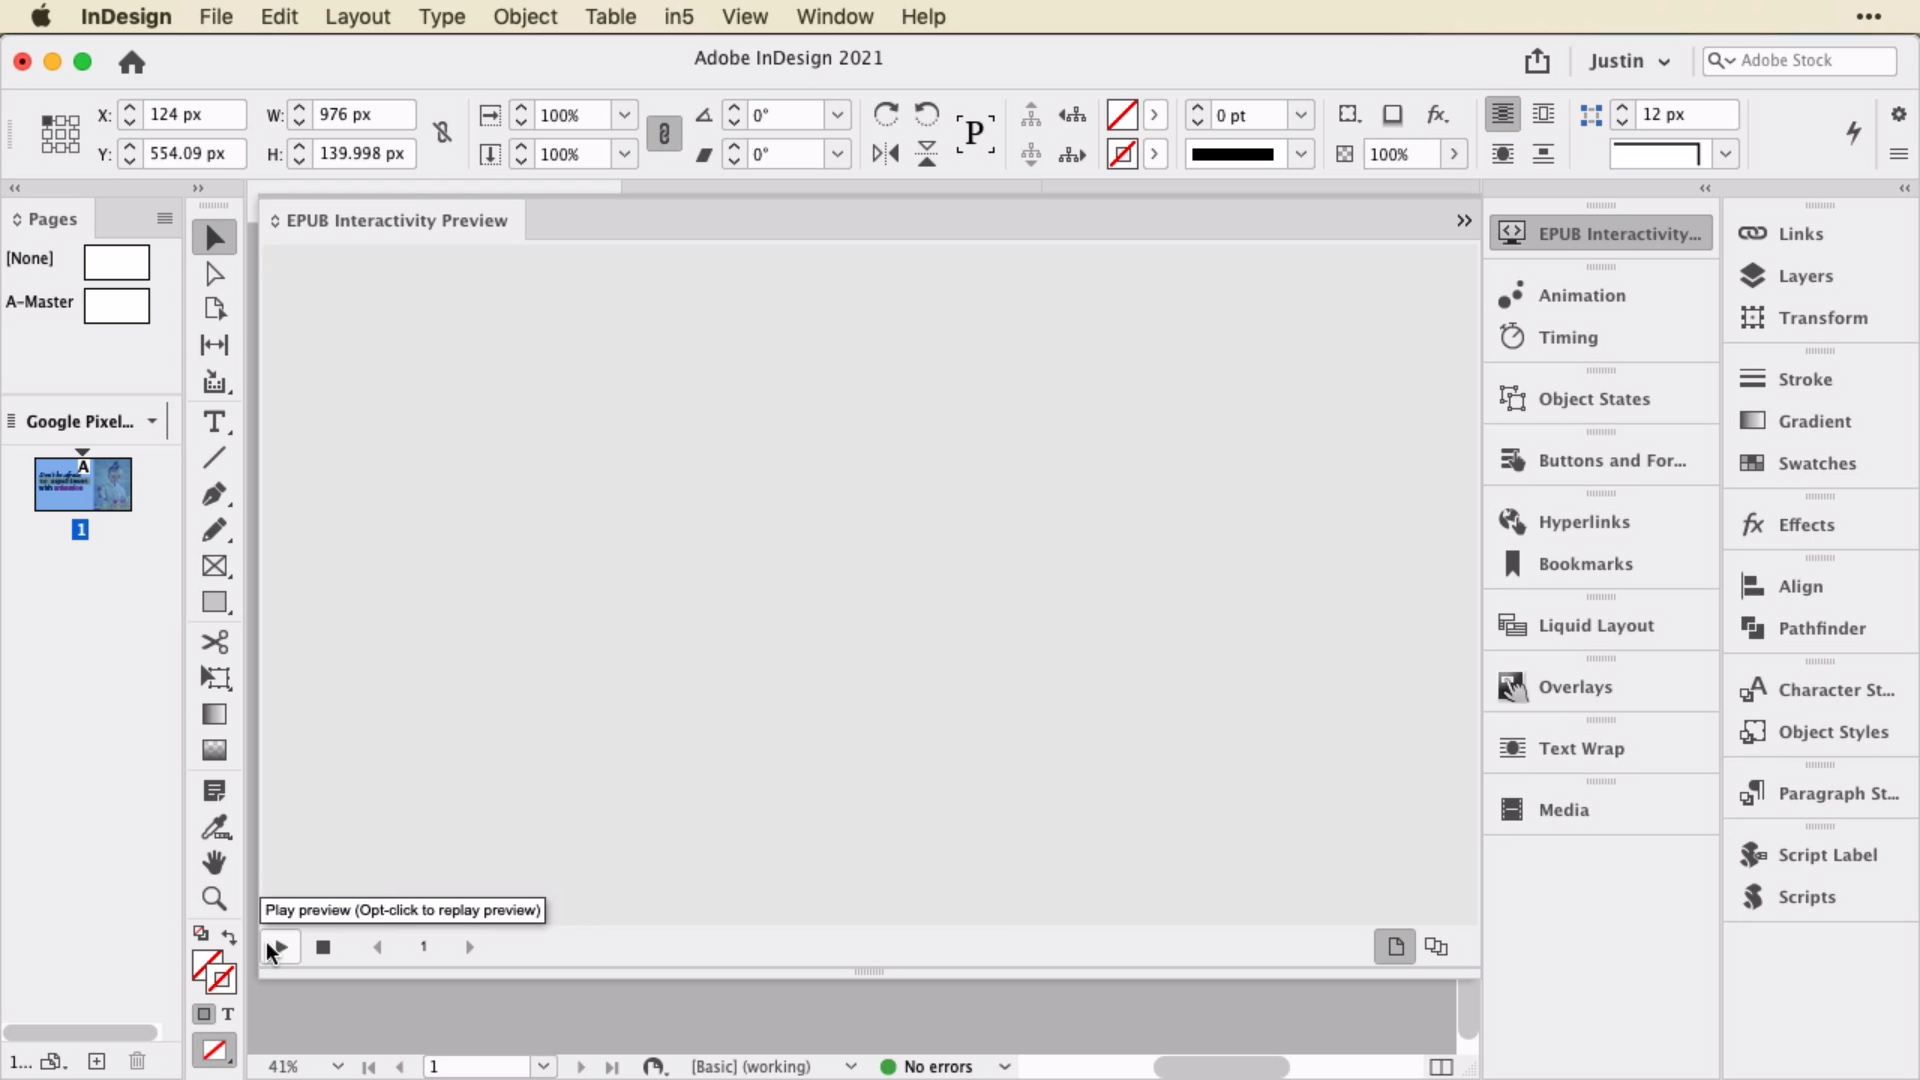 InDesign File Edit Layout Type Object Table in5 View Window Help
Adobe InDesign 2021
Justin
Adobe Stock
X: 124 px
W: 976 px
100%
0°
0 pt
12 px
Y: 554.09 px
H: 139.998 px
100%
0°
100%
P
fx.
Pages
[None]
A-Master
Google Pixel...
A
1
EPUB Interactivity Preview
Play preview (Opt-click to replay preview)
1
EPUB Interactivity...
Animation
Timing
Object States
Buttons and For...
Hyperlinks
Bookmarks
Liquid Layout
Overlays
Text Wrap
Media
Links
Layers
Transform
Stroke
Gradient
Swatches
fx Effects
Align
Pathfinder
Character St...
Object Styles
Paragraph St...
Script Label
Scripts
T
T
1...
41%
1
[Basic] (working)
No errors